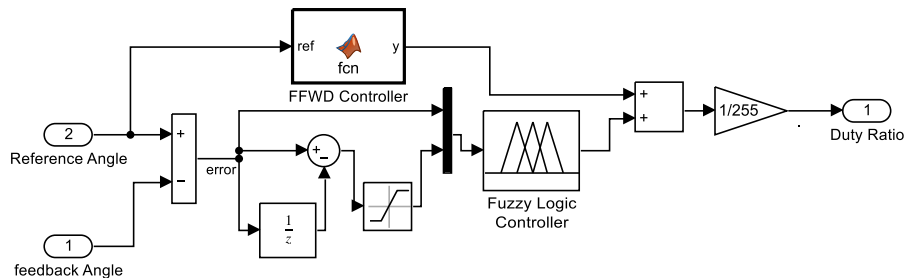 ref
y
fcn
FFWD Controller
+
+
1/255
1
Duty Ratio
2
Reference Angle
+
−
error
+
−
1
z
Fuzzy Logic
Controller
1
feedback Angle